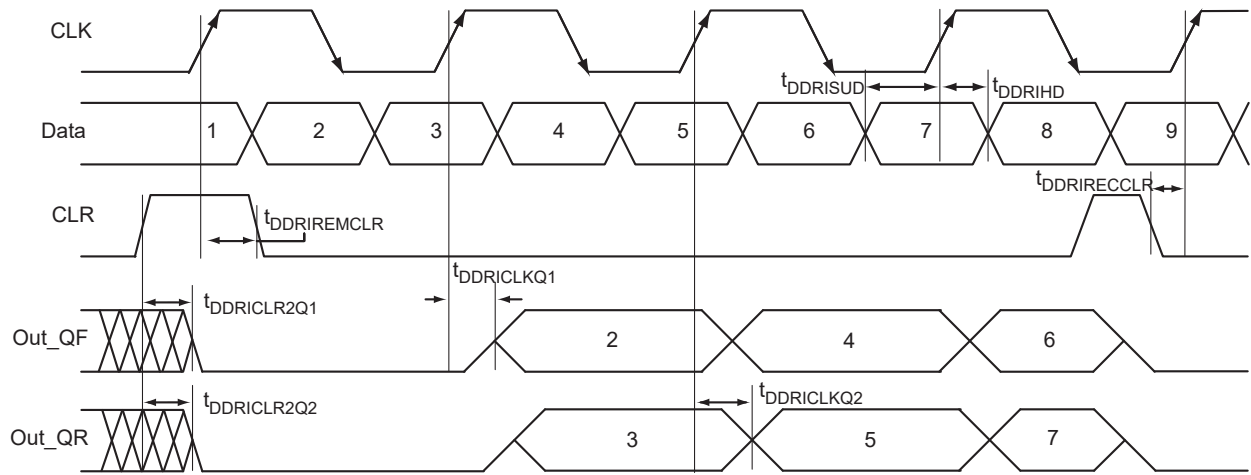 CLK
tDDRISUD
tDDRIHD
Data
1 2 3 4 5 6 7 8 9
CLR
tDDRIREMCLR
tDDRIRECCLR
tDDRICLKQ1
tDDRICLR2Q1
Out_QF
2 4 6
tDDRICLR2Q2
tDDRICLKQ2
Out_QR
3 5 7